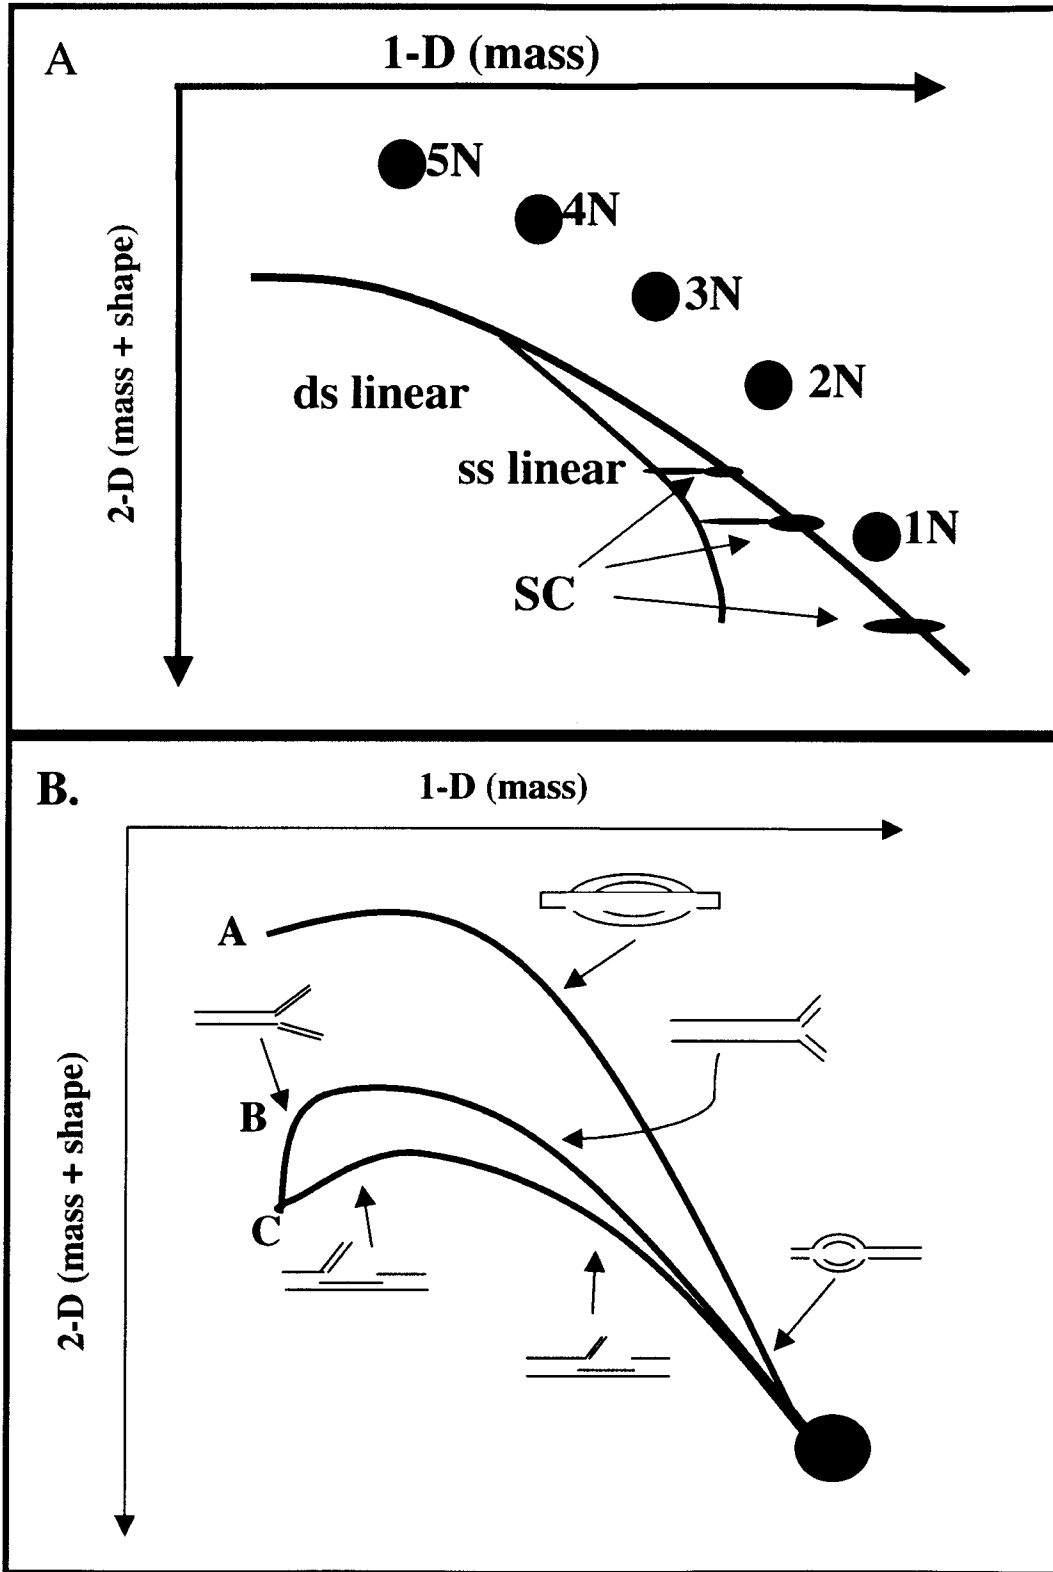 A
1-D (mass)
2-D (mass + shape)
5N
4N
3N
2N
1N
ds linear
ss linear
SC
B.
1-D (mass)
2-D (mass + shape)
A
B
C